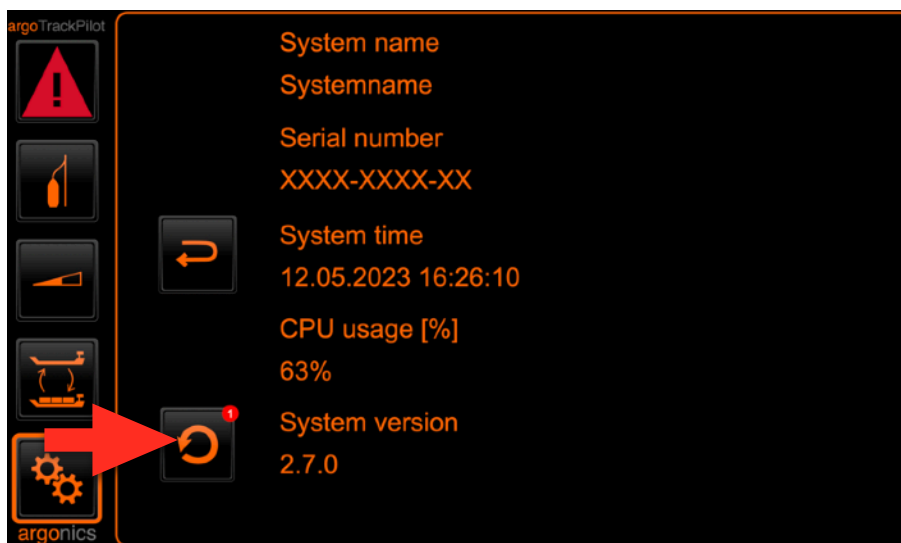 argoTrackPilot
System name
Systemname
Serial number
XXXX-XXXX-XX
System time
12.05.2023 16:26:10
CPU usage [%]
63%
1
System version
2.7.0
argonics